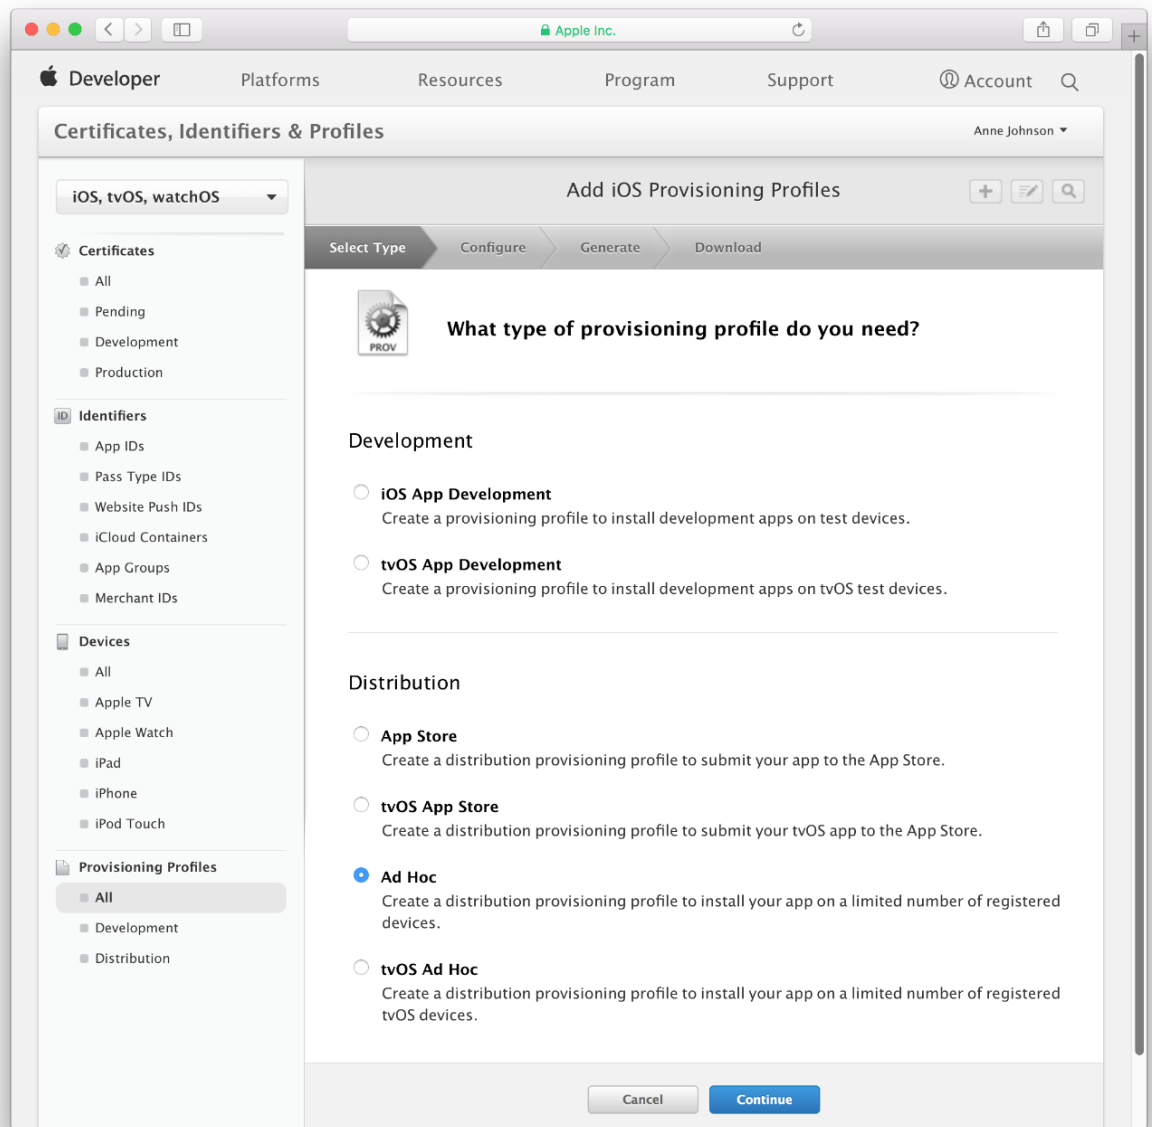 Apple Inc.
Developer
Platforms
Resources
Program
Support
Account
Certificates, Identifiers & Profiles
Anne Johnson
iOS, tvOS, watchOS
Certificates
All
Pending
Development
Production
ID Identifiers
App IDs
Pass Type IDs
Website Push IDs
iCloud Containers
App Groups
Merchant IDs
Devices
All
Apple TV
Apple Watch
iPad
iPhone
iPod Touch
Provisioning Profiles
All
Development
Distribution
Add iOS Provisioning Profiles
Select Type
Configure
Generate
Download
PROV
What type of provisioning profile do you need?
Development
iOS App Development
Create a provisioning profile to install development apps on test devices.
tvOS App Development
Create a provisioning profile to install development apps on tvOS test devices.
Distribution
App Store
Create a distribution provisioning profile to submit your app to the App Store.
tvOS App Store
Create a distribution provisioning profile to submit your tvOS app to the App Store.
Ad Hoc
Create a distribution provisioning profile to install your app on a limited number of registered
devices.
tvOS Ad Hoc
Create a distribution provisioning profile to install your app on a limited number of registered
tvOS devices.
Cancel
Continue